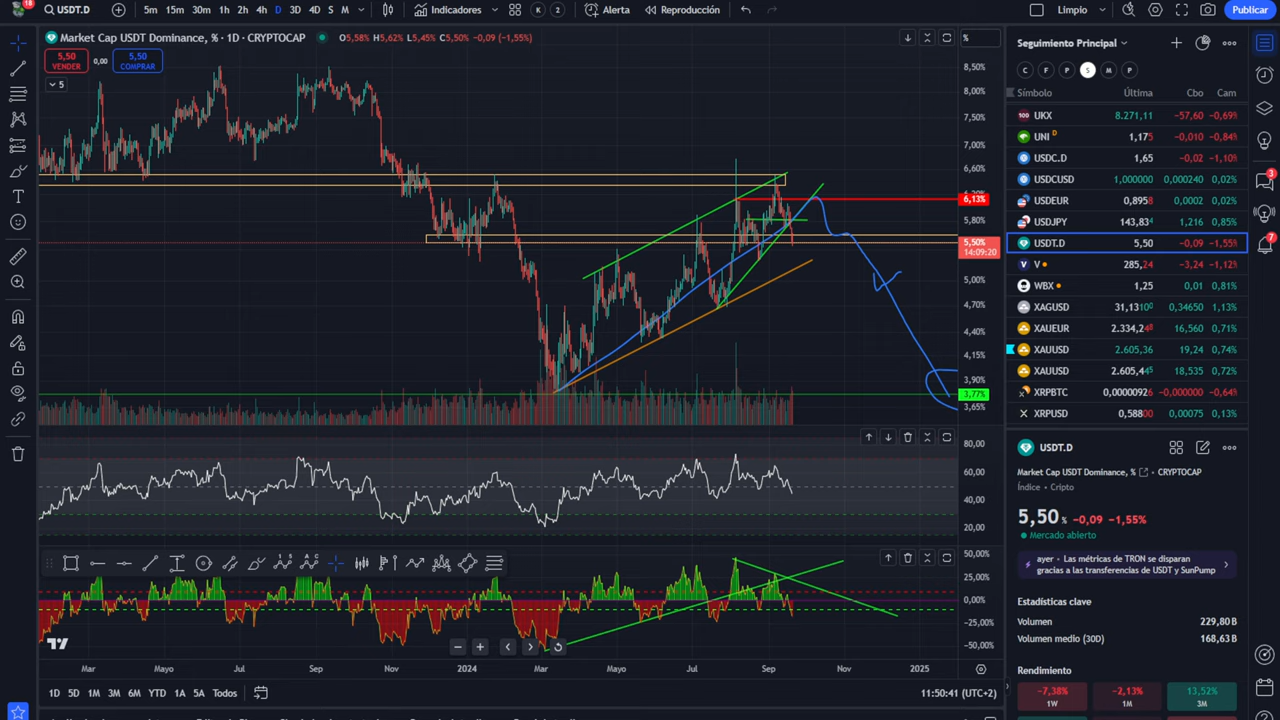 18
USDT.D
5m 15m 30m 1h 2h 4h D 3D 4D S M
Indicadores
K 2
Alerta
Reproducción
Limpio
Publicar
Market Cap USDT Dominance, % · 1D · CRYPTOCAP
O5,58% H5,62% L5,45% C5,50% -0,09 (-1,55%)
5,50
VENDER
0,00
5,50
COMPRAR
5
%
8,50%
8,00%
7,50%
7,00%
6,60%
6,13%
5,80%
5,50%
14:09:20
5,00%
4,70%
4,40%
4,15%
3,90%
3,77%
3,65%
80,00
60,00
40,00
20,00
50,00%
25,00%
0,00%
-25,00%
-50,00%
Mar Mayo Jul Sep Nov 2024 Mar Mayo Jul Sep Nov 2025
1D 5D 1M 3M 6M YTD 1A 5A Todos
11:50:41 (UTC+2)
Seguimiento Principal
C F P S M P
Símbolo Última Cbo Cam
UKX 8.271,11 -57,60 -0,69%
UNI D 1,175 -0,010 -0,84%
USDC.D 1,65 -0,02 -1,10%
USDCUSD 1,000000 0,000240 0,02%
USDEUR 0,8958 0,0002 0,02%
USDJPY 143,834 1,216 0,85%
USDT.D 5,50 -0,09 -1,55%
V 285,24 -3,24 -1,12%
WBX 1,25 0,01 0,81%
XAGUSD 31,1310⁰ 0,34650 1,13%
XAUEUR 2.334,248 16,560 0,71%
XAUUSD 2.605,36 19,24 0,74%
XAUUSD 2.605,445 18,535 0,72%
XRPBTC 0,00000926 -0,000000 -0,64%
XRPUSD 0,58800 0,00075 0,13%
3
7
USDT.D
Market Cap USDT Dominance, % CRYPTOCAP
Índice Cripto
5,50 % -0,09 -1,55%
Mercado abierto
ayer Las métricas de TRON se disparan
gracias a las transferencias de USDT y SunPump
Estadísticas clave
Volumen 229,80B
Volumen medio (30D) 168,63B
Rendimiento
-7,38% -2,13% 13,52%
1W 1M 3M